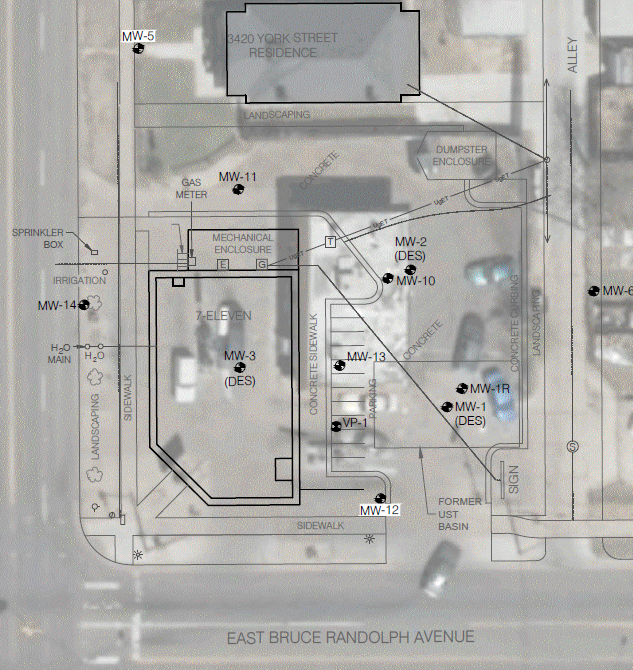 MW-5
3420 YORK STREET
RESIDENCE
ALLEY
LANDSCAPING
DUMPSTER
ENCLOSURE
CONCRETE
MW-11
GAS
METER
UGET
UGET
UGET
SPRINKLER
BOX
MECHANICAL
ENCLOSURE
T
E
G
MW-2
(DES)
MW-10
IRRIGATION
MW-14
MW-6
7-ELEVEN
H2O
MAIN
H2O
MW-3
(DES)
MW-13
CONCRETE
CONCRETE SIDEWALK
CONCRETE CURBING
LANDSCAPING
PARKING
MW-1R
MW-1
(DES)
VP-1
LANDSCAPING
SIDEWALK
S
SIGN
MW-12
FORMER
UST
BASIN
SIDEWALK
EAST BRUCE RANDOLPH AVENUE